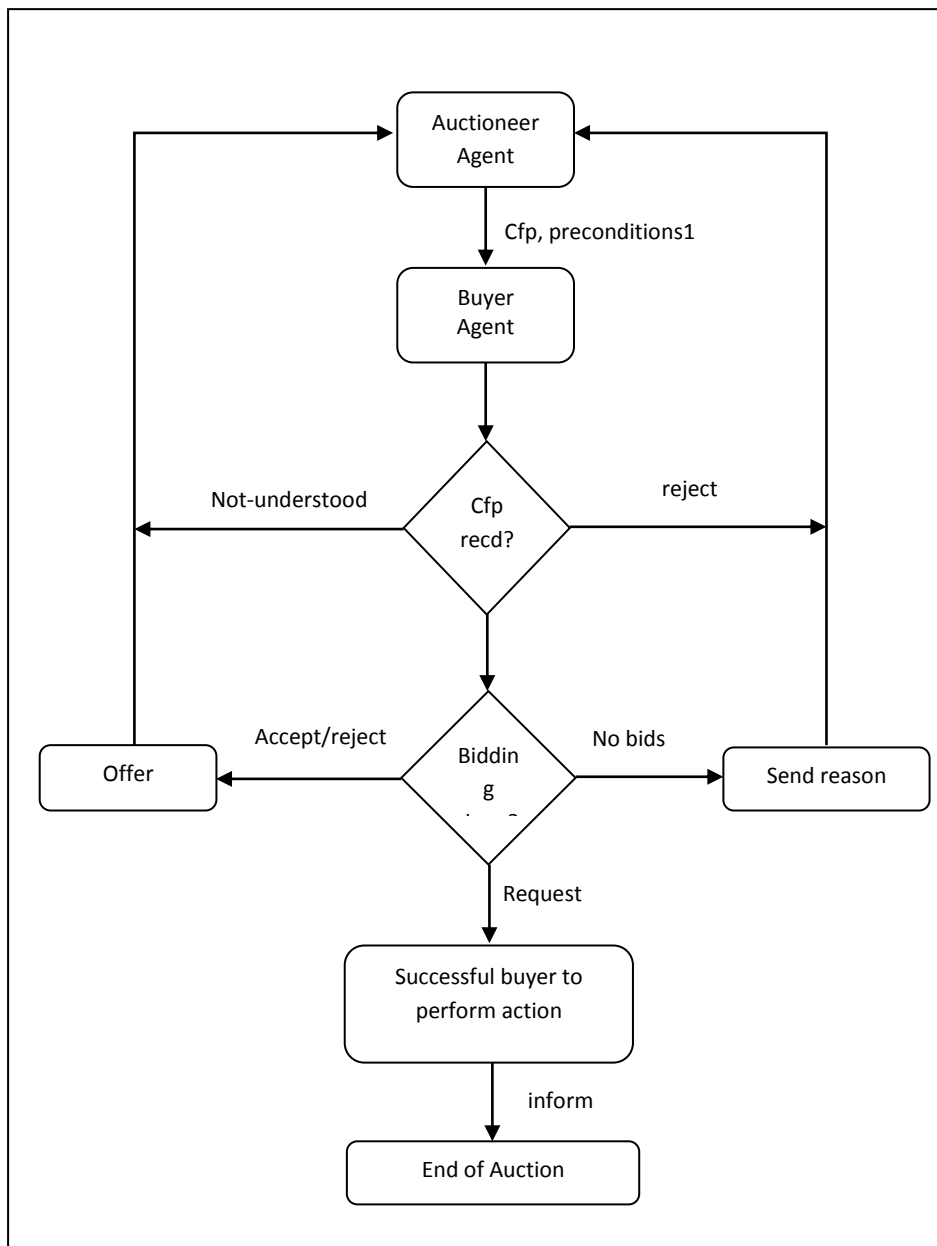 Auctioneer
Agent
Cfp, preconditions1
Buyer
Agent
Not-understood
Cfp
recd?
reject
Accept/reject
Biddin
g
No bids
Offer
Send reason
Request
Successful buyer to
perform action
inform
End of Auction